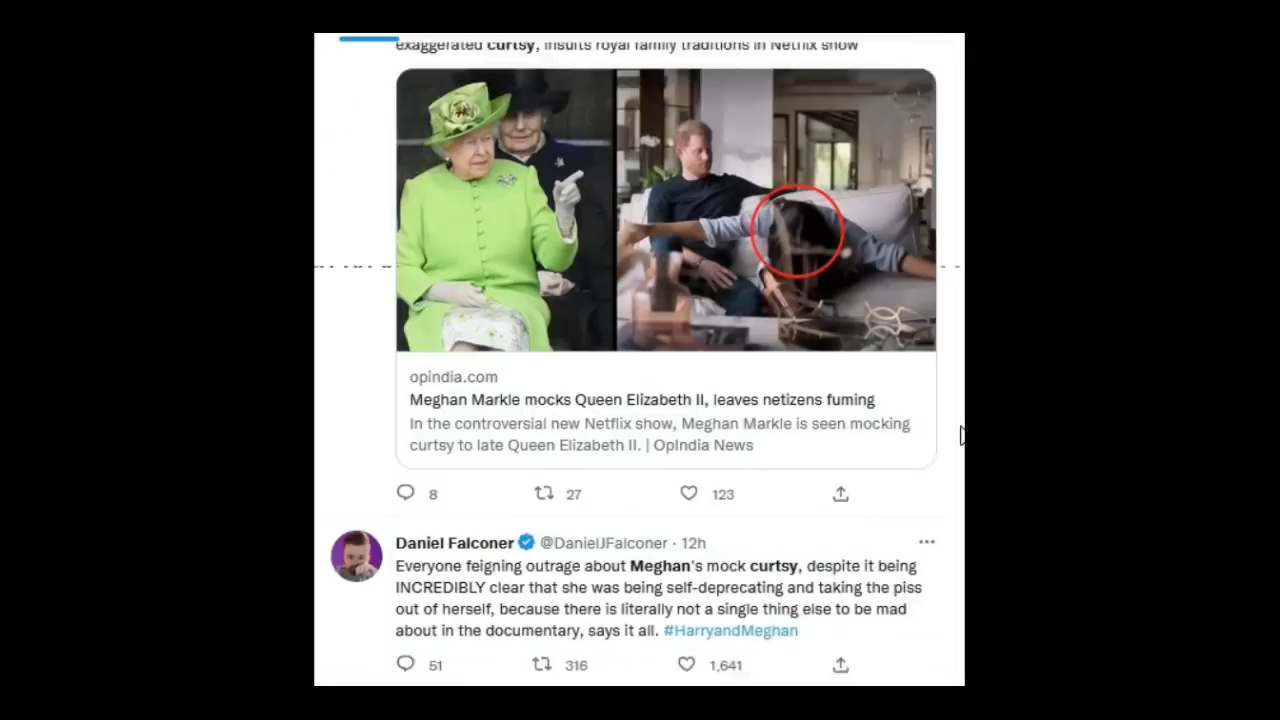 exaggerated curtsy, insults royal family traditions in Netflix show
opindia.com
Meghan Markle mocks Queen Elizabeth II, leaves netizens fuming
In the controversial new Netflix show, Meghan Markle is seen mocking
curtsy to late Queen Elizabeth II. | OpIndia News
8 27 123
Daniel Falconer @DanielJFalconer · 12h
Everyone feigning outrage about Meghan's mock curtsy, despite it being
INCREDIBLY clear that she was being self-deprecating and taking the piss
out of herself, because there is literally not a single thing else to be mad
about in the documentary, says it all. #HarryandMeghan
51 316 1,641